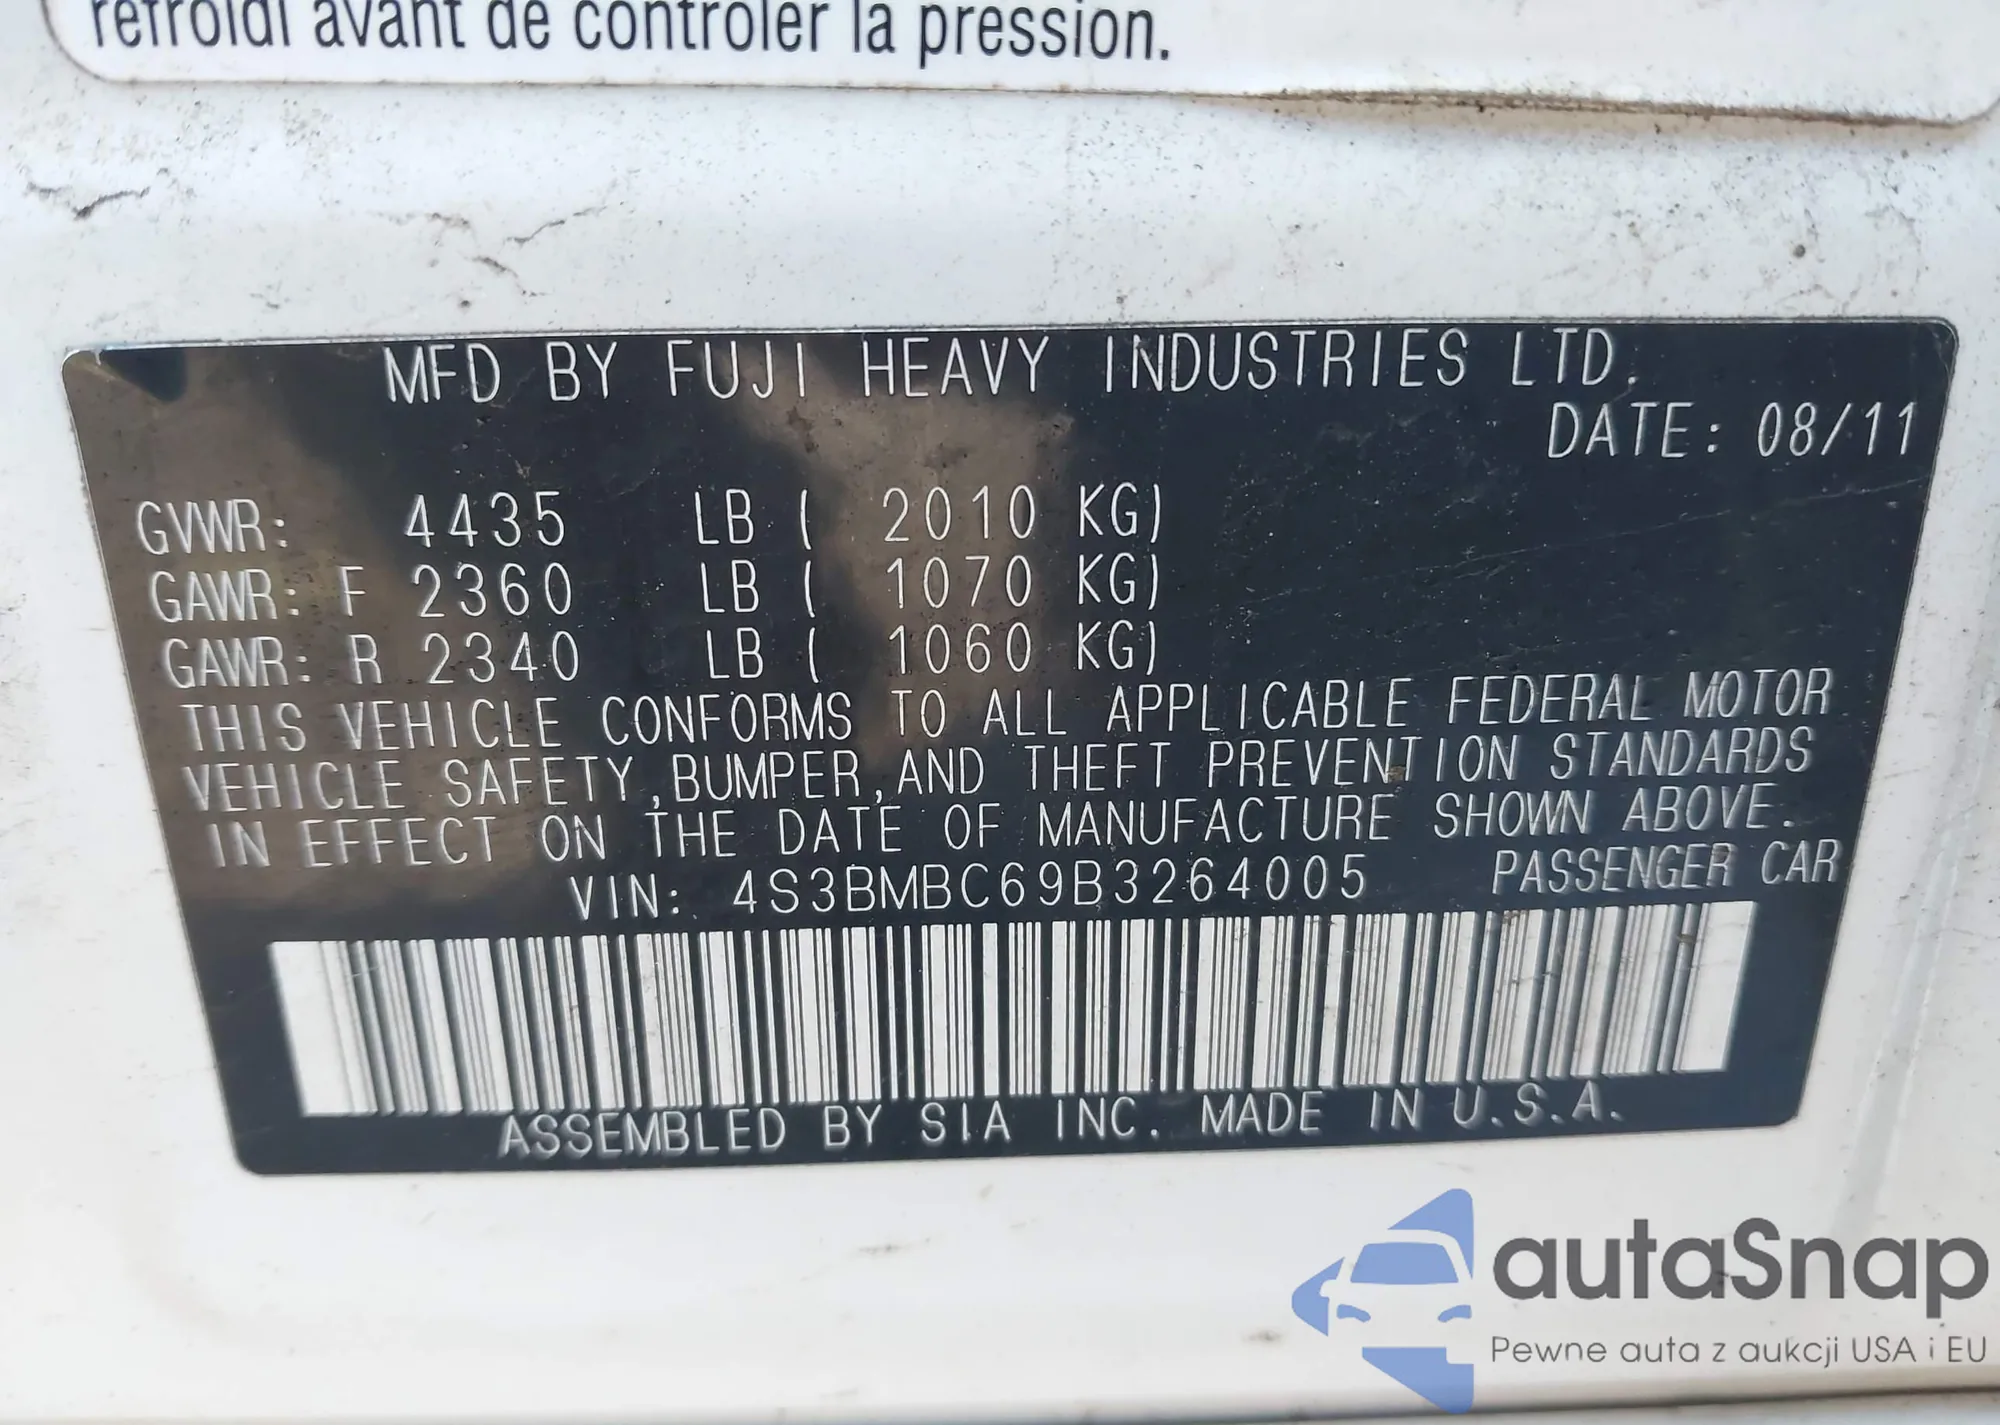 refroidi avant de contrôler la pression.
MFD BY FUJI HEAVY INDUSTRIES LTD.
DATE: 08/11
GVWR: 4435 LB ( 2010 KG)
GAWR: F 2360 LB ( 1070 KG)
GAWR: R 2340 LB ( 1060 KG)
THIS VEHICLE CONFORMS TO ALL APPLICABLE FEDERAL MOTOR
VEHICLE SAFETY,BUMPER,AND THEFT PREVENTION STANDARDS
IN EFFECT ON THE DATE OF MANUFACTURE SHOWN ABOVE.
VIN: 4S3BMBC69B3264005 PASSENGER CAR
ASSEMBLED BY SIA INC. MADE IN U.S.A.
autaSnap
Pewne auta z aukcji USA i EU